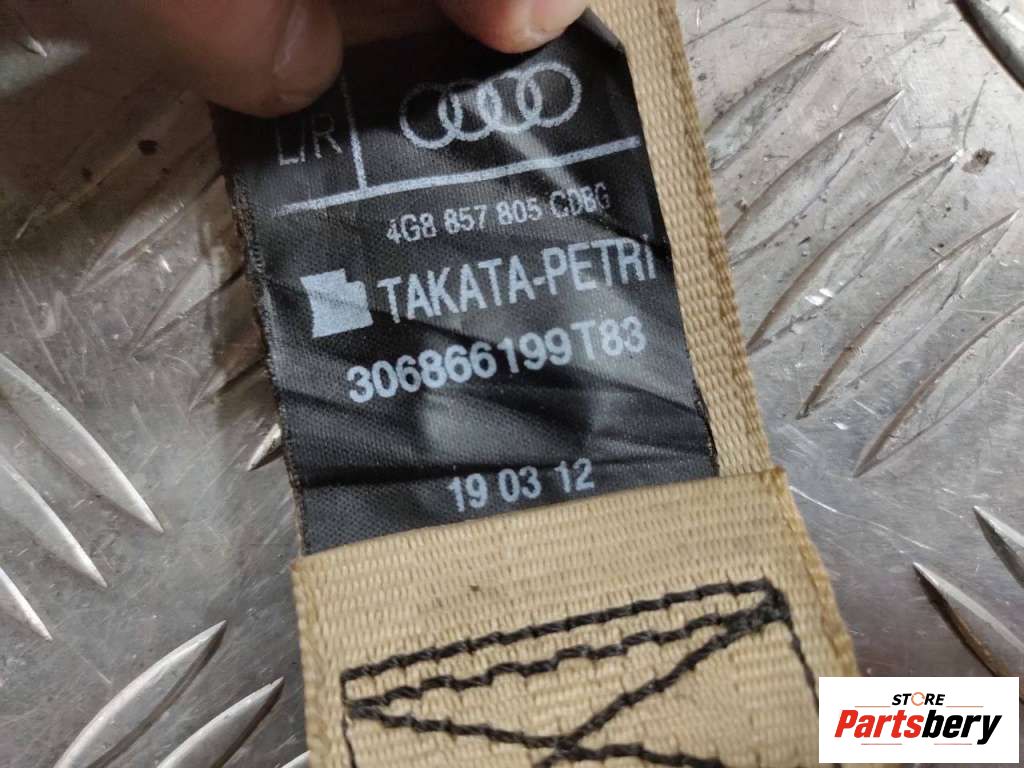 L/R
4G8 857 805 CDBG
TAKATA-PETRI
306866199T83
19 03 12
STORE
Partsbery